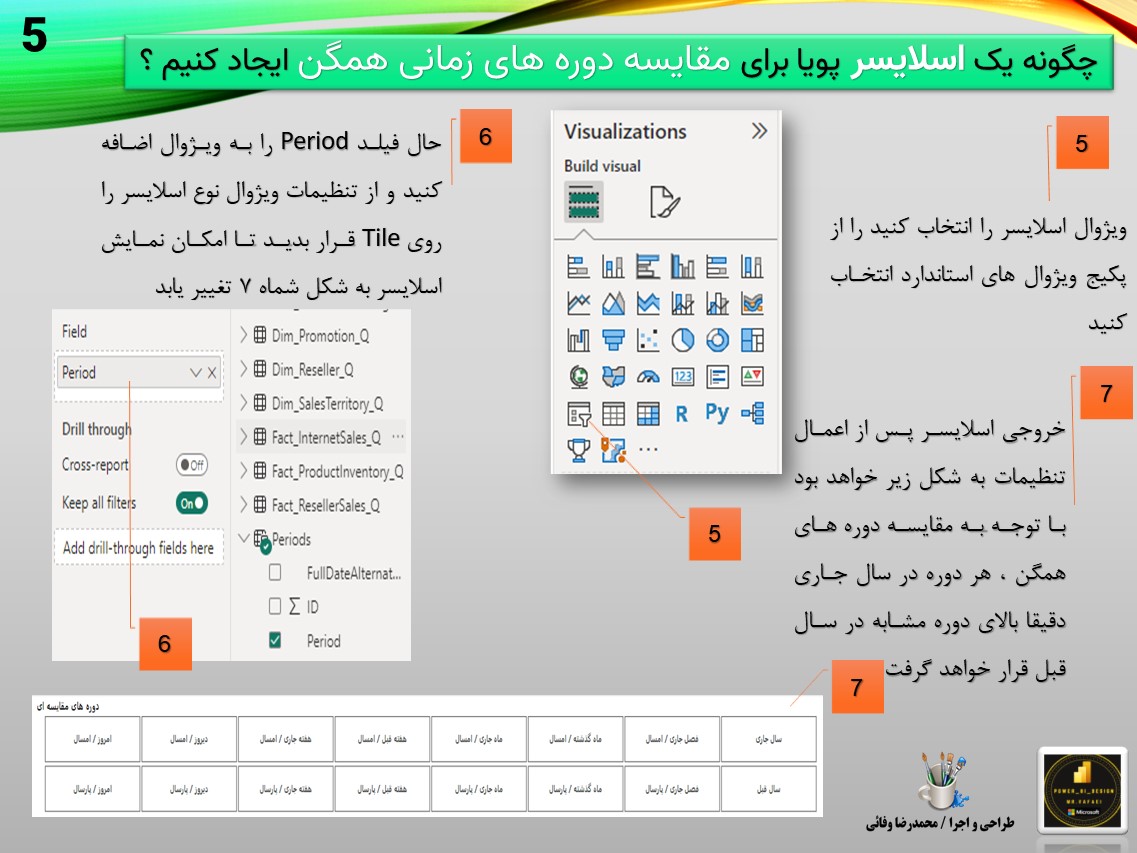 5
چگونه یک اسلایسر پویا برای مقایسه دوره های زمانی همگن ایجاد کنیم ؟
5
ویژوال اسلایسر را انتخاب کنید را از
پکیج ویژوال های استاندارد انتخاب
کنید
Visualizations
Build visual
123
R
Py
5
6
حال فیلد Period را به ویژوال اضافه
کنید و از تنظیمات ویژوال نوع اسلایسر را
روی Tile قرار بدید تا امکان نمایش
اسلایسر به شکل شماه ۷ تغییر یابد
Field
Period
Drill through
Cross-report Off
Keep all filters On
Add drill-through fields here
Dim_Promotion_Q
Dim_Reseller_Q
Dim_SalesTerritory_Q
Fact_InternetSales_Q
Fact_ProductInventory_Q
Fact_ResellerSales_Q
Periods
FullDateAlternat...
∑ ID
Period
6
7
خروجی اسلایسر پس از اعمال
تنظیمات به شکل زیر خواهد بود
با توجه به مقایسه دوره های
همگن ، هر دوره در سال جاری
دقیقا بالای دوره مشابه در سال
قبل قرار خواهد گرفت
7
دوره های مقایسه ای
سال جاری فصل جاری / امسال ماه گذشته / امسال ماه جاری / امسال هفته قبل / امسال هفته جاری / امسال دیروز / امسال امروز / امسال
سال قبل فصل جاری / پارسال ماه گذشته / پارسال ماه جاری / پارسال هفته قبل / پارسال هفته جاری / پارسال دیروز / پارسال امروز / پارسال
طراحی و اجرا / محمدرضا وفائی
POWER_BI_DESIGN
MR.VAFAEI
Microsoft